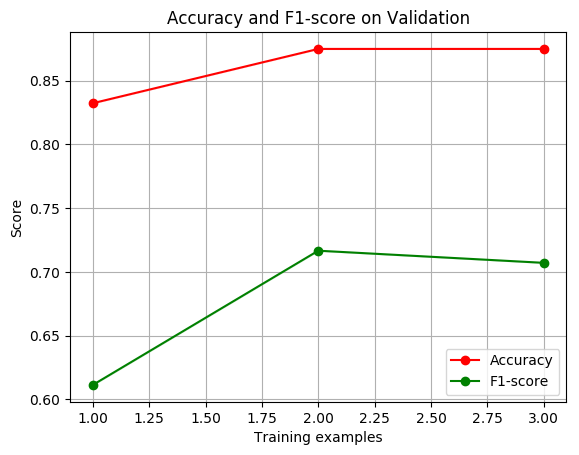 Accuracy and F1-score on Validation
Score
0.85
0.80
0.75
0.70
0.65
0.60
Accuracy
F1-score
1.00 1.25 1.50 1.75 2.00 2.25 2.50 2.75 3.00
Training examples